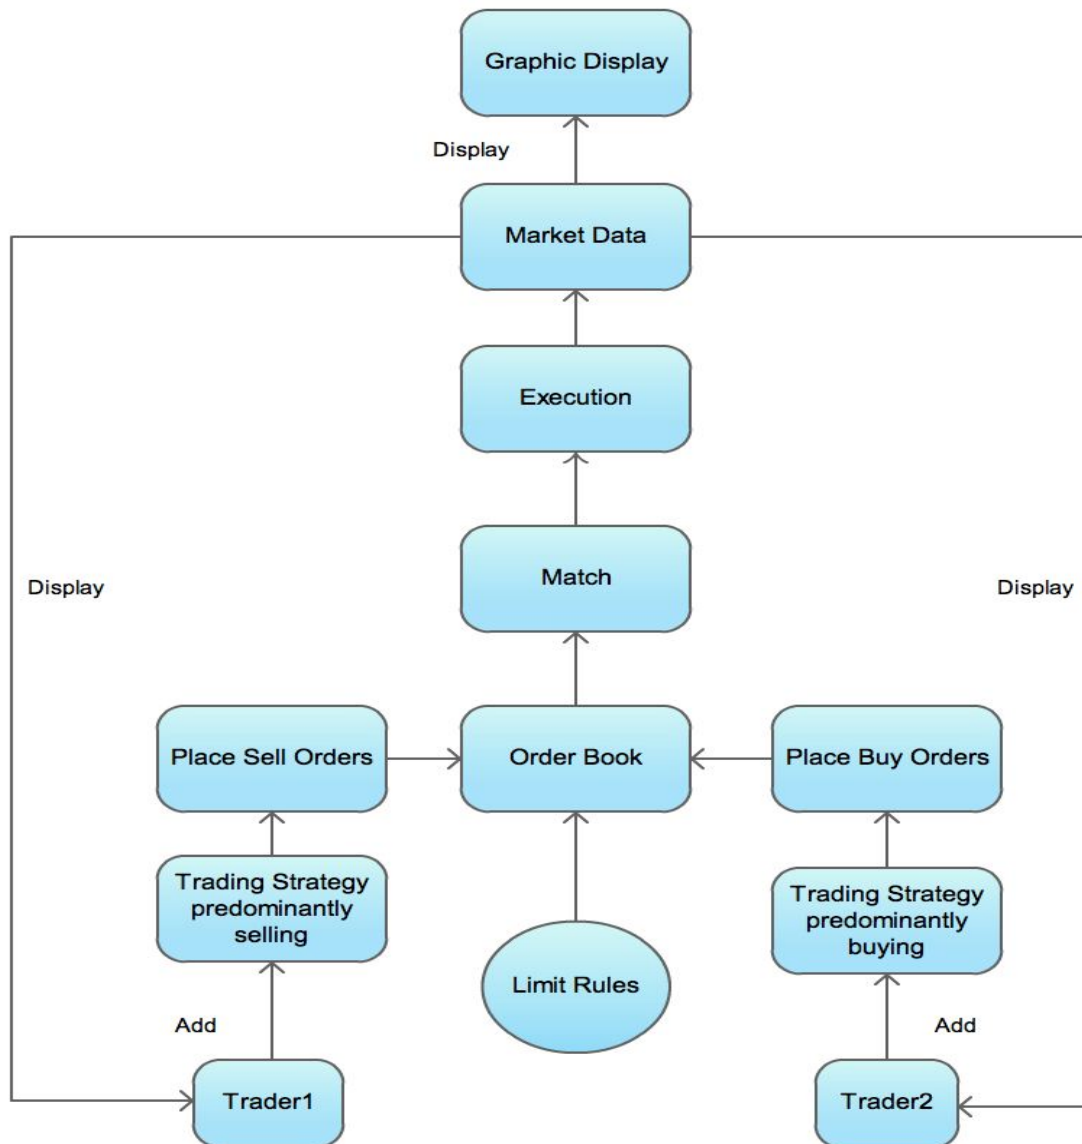 Graphic Display
Display
Market Data
Execution
Match
Display
Display
Place Sell Orders
Order Book
Place Buy Orders
Trading Strategy
predominantly
selling
Trading Strategy
predominantly
buying
Limit Rules
Add
Add
Trader1
Trader2